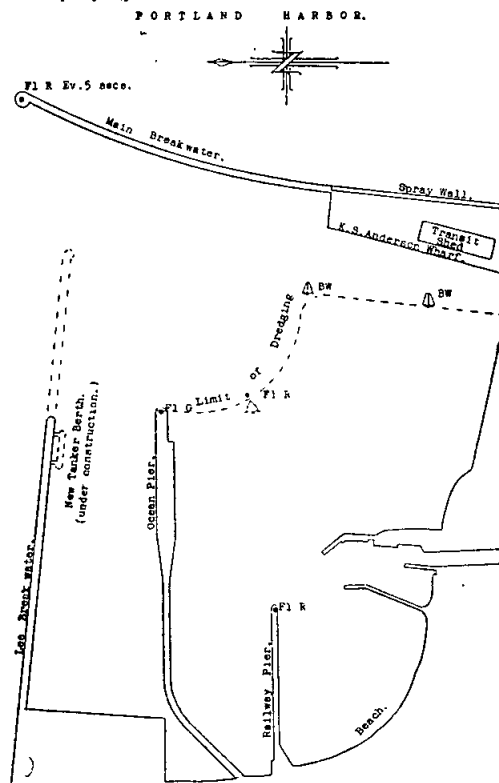 PORTLAND HARBOR.
Fl R Ev.5 secs.
Main Breakwater.
Spray Wall.
Transit
Shed
K.S.Anderson Wharf.
BW
BW
Limit of Dredging
Fl R
Fl G
New Tanker Berth.
(under construction.)
Ocean Pier.
Lee Breakwater.
Fl R
Railway Pier.
Beach.